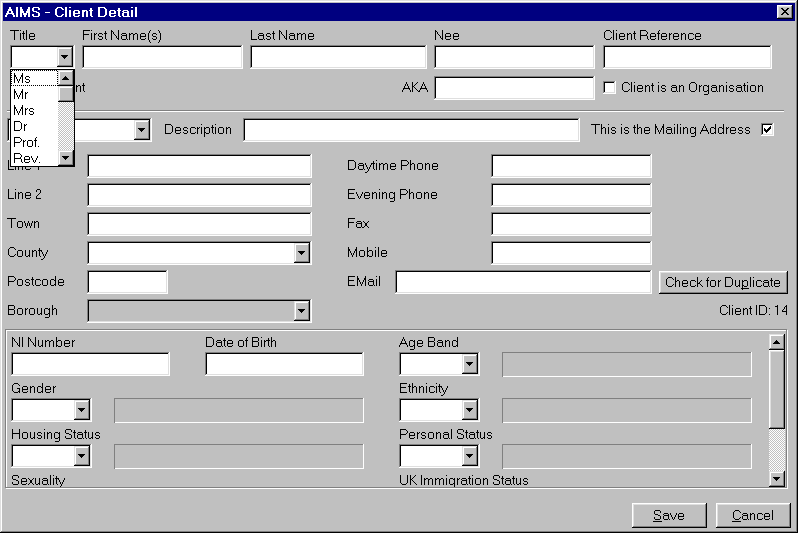 AIMS - Client Detail
Title First Name(s) Last Name Nee Client Reference
Ms
nt AKA Client is an Organisation
Mr
Mrs
Dr
Description This is the Mailing Address
Prof.
Rev.
Line 1 Daytime Phone
Line 2 Evening Phone
Town Fax
County Mobile
Postcode EMail Check for Duplicate
Borough Client ID: 14
NI Number Date of Birth Age Band
Gender Ethnicity
Housing Status Personal Status
Sexuality UK Immigration Status
Save Cancel